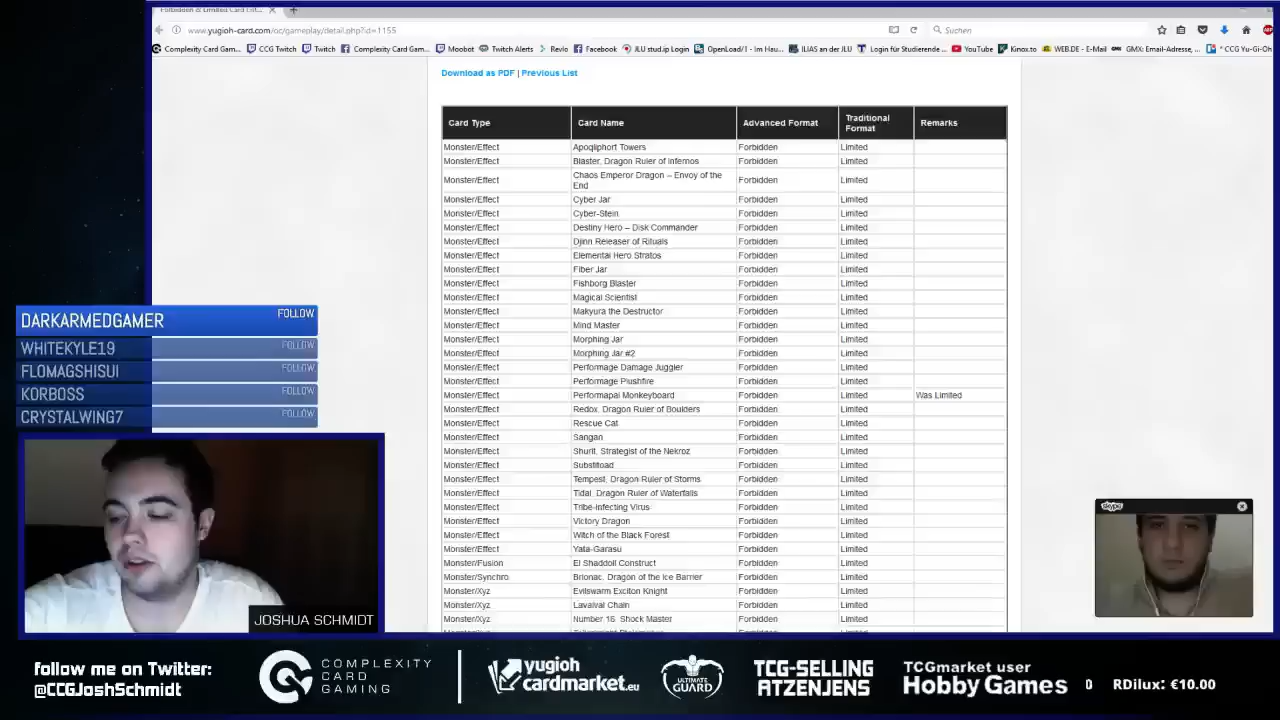 Forbidden & Limited Card List...
www.yugioh-card.com/oc/gameplay/detail.php?id=1155
Suchen
Complexity Card Gam...
CCG Twitch
Twitch
Complexity Card Gam...
Moobot
Twitch Alerts
Revlo
Facebook
JLU stud.ip Login
OpenLoad/1 - Im Hau...
ILIAS an der JLU
Login für Studierende ...
YouTube
Kinox.to
WEB.DE - E-Mail
GMX: Email-Adresse, ...
* CCG Yu-Gi-Oh
Download as PDF | Previous List
Card Type Card Name Advanced Format Traditional Format Remarks
Monster/Effect Apoqliphort Towers Forbidden Limited
Monster/Effect Blaster, Dragon Ruler of Infernos Forbidden Limited
Monster/Effect Chaos Emperor Dragon – Envoy of the End Forbidden Limited
Monster/Effect Cyber Jar Forbidden Limited
Monster/Effect Cyber-Stein Forbidden Limited
Monster/Effect Destiny Hero – Disk Commander Forbidden Limited
Monster/Effect Djinn Releaser of Rituals Forbidden Limited
Monster/Effect Elemental Hero Stratos Forbidden Limited
Monster/Effect Fiber Jar Forbidden Limited
Monster/Effect Fishborg Blaster Forbidden Limited
Monster/Effect Magical Scientist Forbidden Limited
Monster/Effect Makyura the Destructor Forbidden Limited
Monster/Effect Mind Master Forbidden Limited
Monster/Effect Morphing Jar Forbidden Limited
Monster/Effect Morphing Jar #2 Forbidden Limited
Monster/Effect Performage Damage Juggler Forbidden Limited
Monster/Effect Performage Plushfire Forbidden Limited
Monster/Effect Performapal Monkeyboard Forbidden Limited Was Limited
Monster/Effect Redox, Dragon Ruler of Boulders Forbidden Limited
Monster/Effect Rescue Cat Forbidden Limited
Monster/Effect Sangan Forbidden Limited
Monster/Effect Shurit, Strategist of the Nekroz Forbidden Limited
Monster/Effect Substitoad Forbidden Limited
Monster/Effect Tempest, Dragon Ruler of Storms Forbidden Limited
Monster/Effect Tidal, Dragon Ruler of Waterfalls Forbidden Limited
Monster/Effect Tribe-Infecting Virus Forbidden Limited
Monster/Effect Victory Dragon Forbidden Limited
Monster/Effect Witch of the Black Forest Forbidden Limited
Monster/Effect Yata-Garasu Forbidden Limited
Monster/Fusion El Shaddoll Construct Forbidden Limited
Monster/Synchro Brionac, Dragon of the Ice Barrier Forbidden Limited
Monster/Xyz Evilswarm Exciton Knight Forbidden Limited
Monster/Xyz Lavalval Chain Forbidden Limited
Monster/Xyz Number 16 Shock Master Forbidden Limited
DARKARMEDGAMER FOLLOW
WHITEKYLE19 FOLLOW
FLOMAGSHISUI FOLLOW
KORBOSS FOLLOW
CRYSTALWING7 FOLLOW
JOSHUA SCHMIDT
skype
follow me on Twitter:
@CCGJoshSchmidt
COMPLEXITY
CARD
GAMING
yugioh
cardmarket.eu
ULTIMATE
GUARD
TCG-SELLING
ATZENJENS
TCGmarket user
Hobby Games
0
RDilux: €10.00